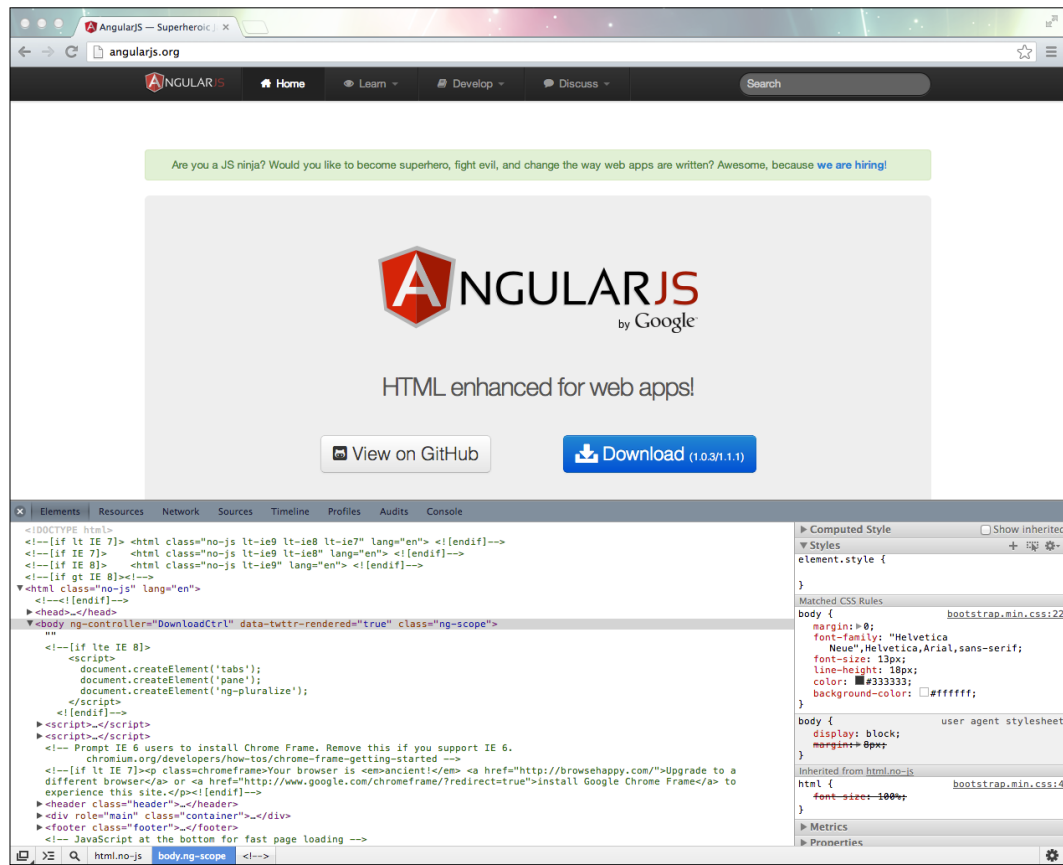 AngularJS — Superheroic J
angularjs.org
ANGULARJS
Home
Learn
Develop
Discuss
Search
Are you a JS ninja? Would you like to become superhero, fight evil, and change the way web apps are written? Awesome, because we are hiring!
ANGULARJS
by Google
HTML enhanced for web apps!
View on GitHub
Download (1.0.3/1.1.1)
Elements Resources Network Sources Timeline Profiles Audits Console
<!DOCTYPE html>
<!--[if lt IE 7]> <html class="no-js lt-ie9 lt-ie8 lt-ie7" lang="en"> <![endif]-->
<!--[if IE 7]> <html class="no-js lt-ie9 lt-ie8" lang="en"> <![endif]-->
<!--[if IE 8]> <html class="no-js lt-ie9" lang="en"> <![endif]-->
<!--[if gt IE 8]><!-->
▼<html class="no-js" lang="en">
<!--<![endif]-->
▶<head>…</head>
▼<body ng-controller="DownloadCtrl" data-twttr-rendered="true" class="ng-scope">
""
<!--[if lte IE 8]>
<script>
document.createElement('tabs');
document.createElement('pane');
document.createElement('ng-pluralize');
</script>
<![endif]-->
▶<script>…</script>
▶<script>…</script>
<!-- Prompt IE 6 users to install Chrome Frame. Remove this if you support IE 6.
chromium.org/developers/how-tos/chrome-frame-getting-started -->
<!--[if lt IE 7]><p class=chromeframe>Your browser is <em>ancient!</em> <a href="http://browsehappy.com/">Upgrade to a
different browser</a> or <a href="http://www.google.com/chromeframe/?redirect=true">install Google Chrome Frame</a> to
experience this site.</p><![endif]-->
▶<header class="header">…</header>
▶<div role="main" class="container">…</div>
▶<footer class="footer">…</footer>
<!-- JavaScript at the bottom for fast page loading -->
html.no-js body.ng-scope <!-->
▶ Computed Style Show inherited
▼ Styles
element.style {
}
Matched CSS Rules
body { bootstrap.min.css:22
margin:▶0;
font-family: "Helvetica
Neue",Helvetica,Arial,sans-serif;
font-size: 13px;
line-height: 18px;
color: #333333;
background-color: #ffffff;
}
body { user agent stylesheet
display: block;
margin:▶8px;
}
Inherited from html.no-js
html { bootstrap.min.css:4
font-size: 100%;
}
▶ Metrics
▶ Properties